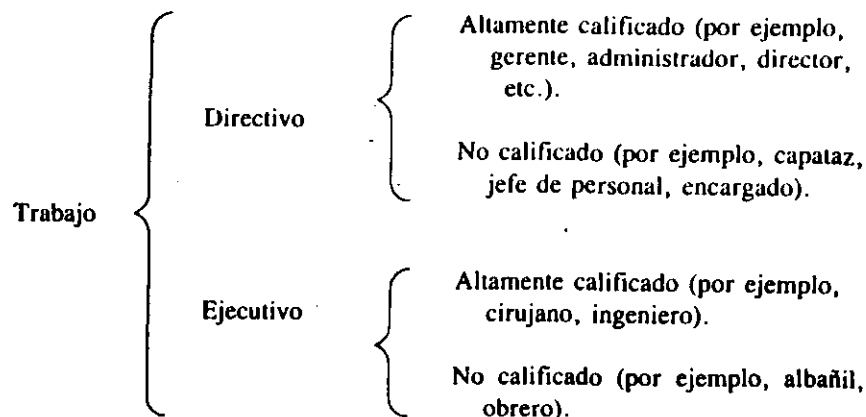 Altamente calificado (por ejemplo,
gerente, administrador, director,
etc.).
Directivo
No calificado (por ejemplo, capataz,
jefe de personal, encargado).
Trabajo
Altamente calificado (por ejemplo,
Ejecutivo
cirujano, ingeniero).
No calificado (por ejemplo, albañil,
obrero).